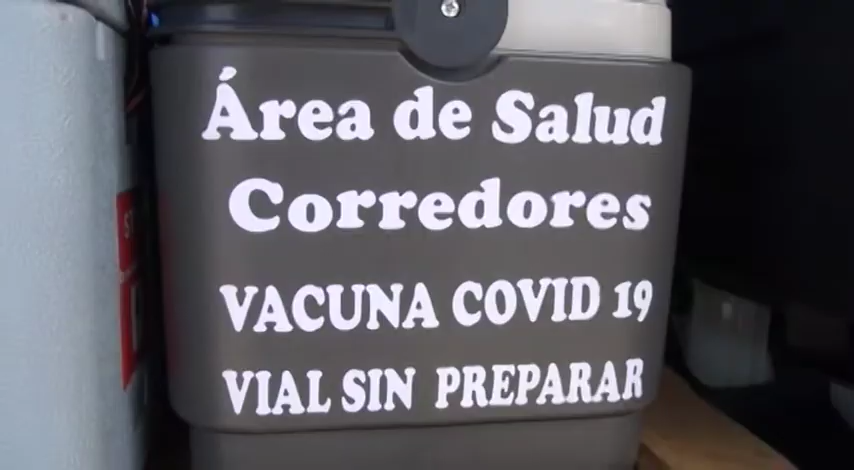 Área de Salud
Corredores
VACUNA COVID 19
VIAL SIN PREPARAR